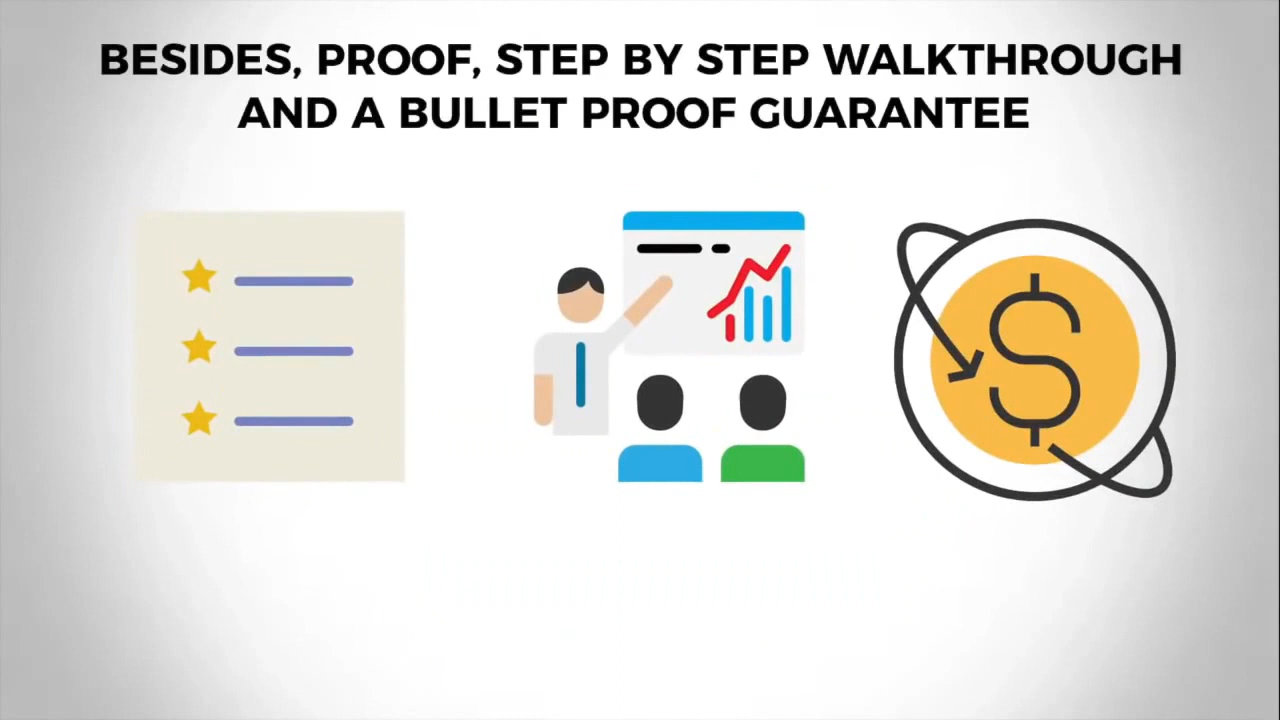 BESIDES, PROOF, STEP BY STEP WALKTHROUGH
AND A BULLET PROOF GUARANTEE